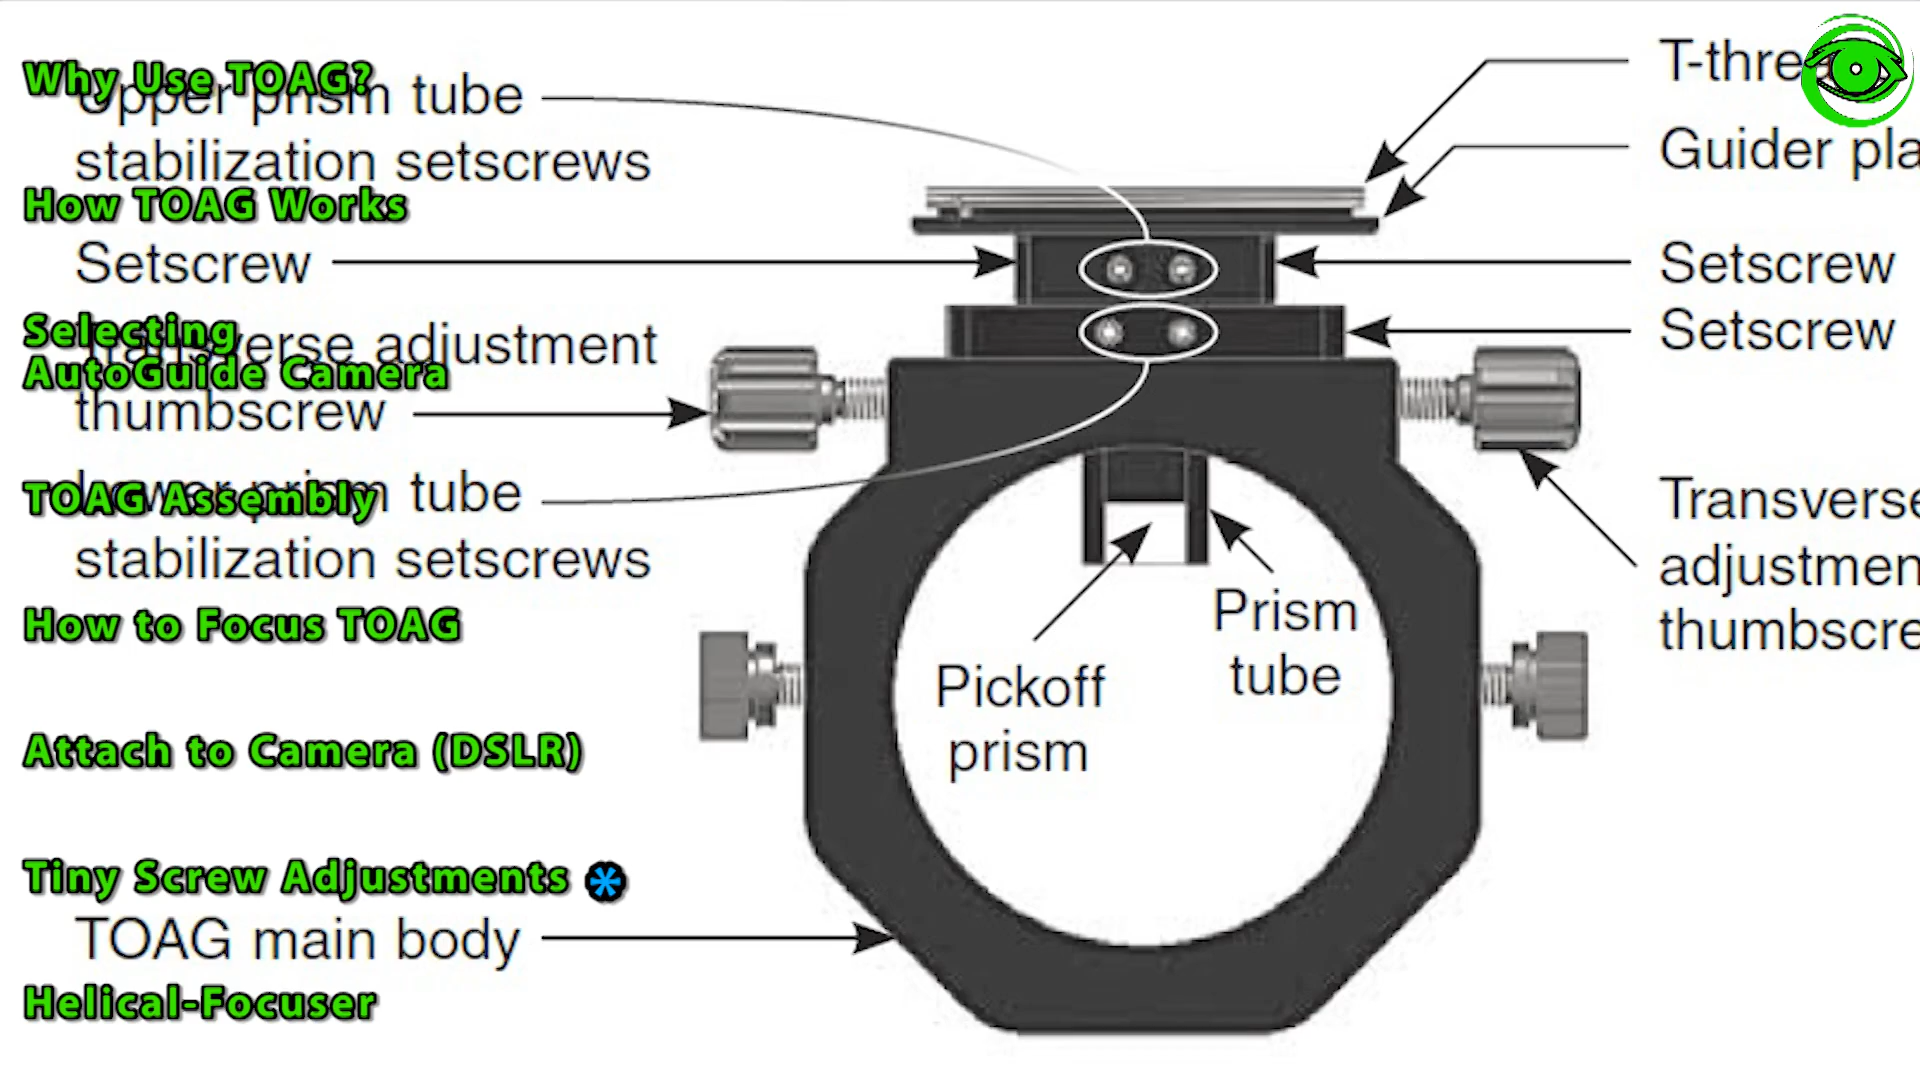 Why Use TOAG?
Upper prism tube
stabilization setscrews
How TOAG Works
Setscrew
Selecting
AutoGuide Camera
Transverse adjustment
thumbscrew
TOAG Assembly
Lower prism tube
stabilization setscrews
How to Focus TOAG
Attach to Camera (DSLR)
Tiny Screw Adjustments *
TOAG main body
Helical-Focuser
Pickoff
prism
Prism
tube
T-thre
Guider pla
Setscrew
Setscrew
Transverse
adjustmen
thumbscre